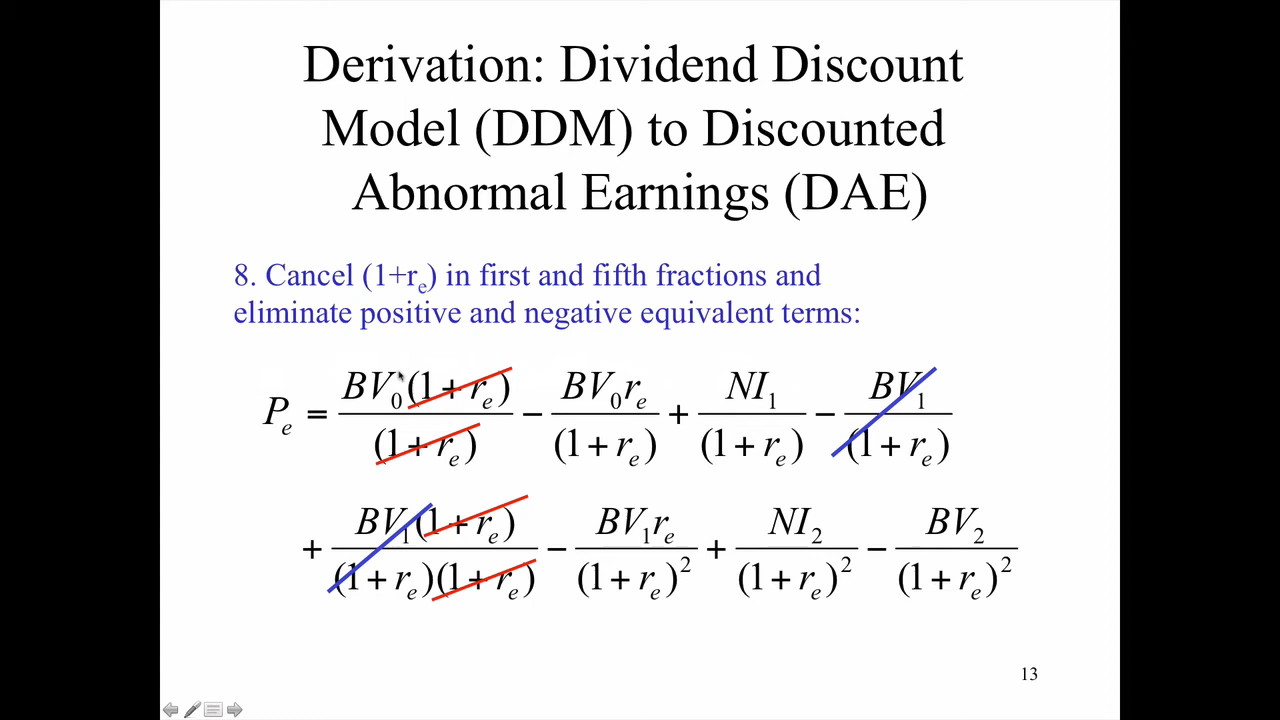 Derivation: Dividend Discount
Model (DDM) to Discounted
Abnormal Earnings (DAE)
8. Cancel (1+rₑ) in first and fifth fractions and
eliminate positive and negative equivalent terms:
Pₑ = BV₀(1 + rₑ)/(1 + rₑ) − BV₀rₑ/(1 + rₑ) + NI₁/(1 + rₑ) − BV₁/(1 + rₑ)
+ BV₁(1 + rₑ)/(1 + rₑ)(1 + rₑ) − BV₁rₑ/(1 + rₑ)² + NI₂/(1 + rₑ)² − BV₂/(1 + rₑ)²
13